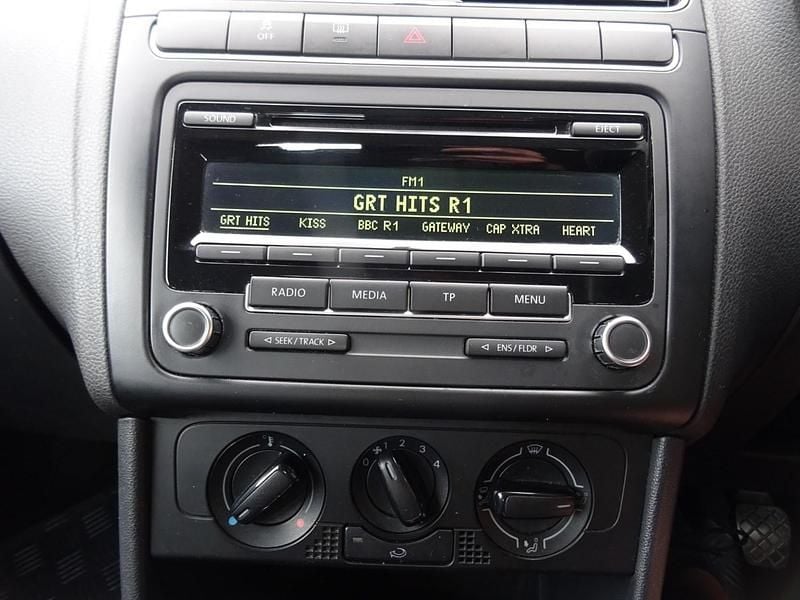 OFF
SOUND
EJECT
FM1
GRT HITS R1
GRT HITS KISS BBC R1 GATEWAY CAP XTRA HEART
RADIO MEDIA TP MENU
SEEK / TRACK ENS / FLDR
0 1 2 3 4